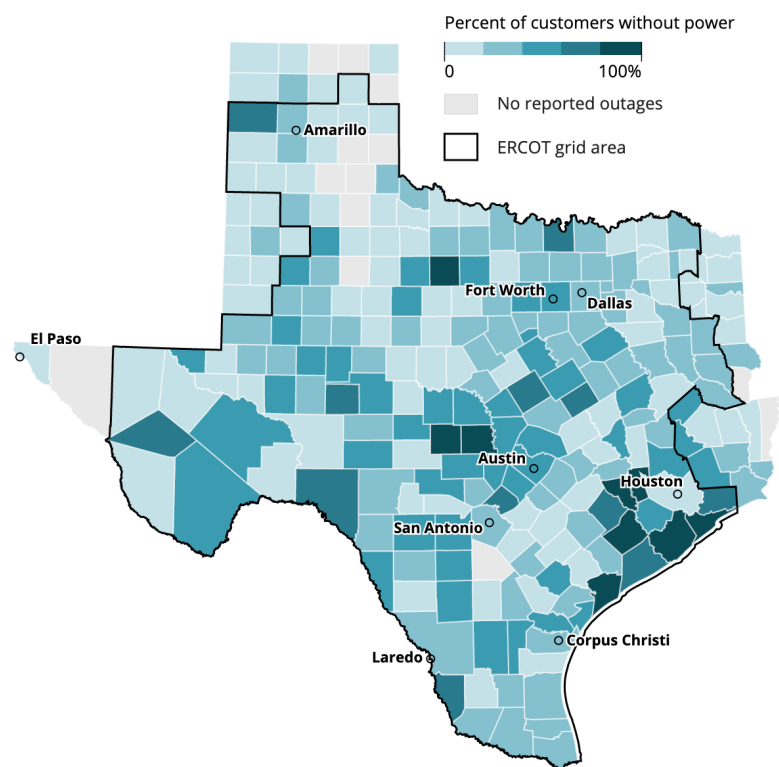 Percent of customers without power
0 100%
No reported outages
Amarillo
ERCOT grid area
Fort Worth
Dallas
El Paso
Austin
Houston
San Antonio
Corpus Christi
Laredo